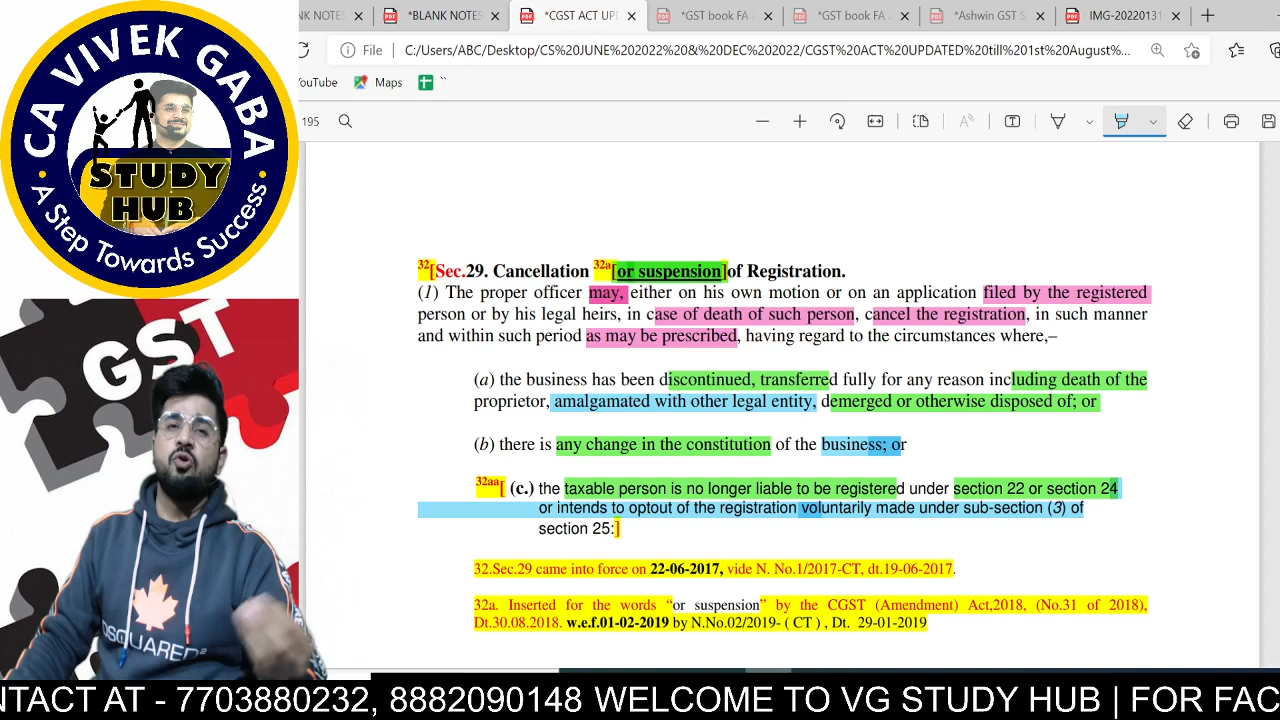 CA VIVEK GABA
STUDY
HUB
• A Step Towards Success •
NK NOTES
*BLANK NOTES
*CGST ACT UP
*GST book FA
FA
*Ashwin GST S
IMG-20220131
File C:/Users/ABC/Desktop/CS%20JUNE%202022%20&%20DEC%202022/CGST%20ACT%20UPDATED%20till%201st%20August%...
ouTube
Maps
``
195
GST
DSQUARED²
32[Sec.29. Cancellation 32a[or suspension]of Registration.
(1) The proper officer may, either on his own motion or on an application filed by the registered
person or by his legal heirs, in case of death of such person, cancel the registration, in such manner
and within such period as may be prescribed, having regard to the circumstances where,–
(a) the business has been discontinued, transferred fully for any reason including death of the
proprietor, amalgamated with other legal entity, demerged or otherwise disposed of; or
(b) there is any change in the constitution of the business; or
32aa[ (c.) the taxable person is no longer liable to be registered under section 22 or section 24
or intends to optout of the registration voluntarily made under sub-section (3) of
section 25:]
32.Sec.29 came into force on 22-06-2017, vide N. No.1/2017-CT, dt.19-06-2017.
32a. Inserted for the words “or suspension” by the CGST (Amendment) Act,2018, (No.31 of 2018),
Dt.30.08.2018. w.e.f.01-02-2019 by N.No.02/2019- ( CT ) , Dt. 29-01-2019
NTACT AT - 7703880232, 8882090148 WELCOME TO VG STUDY HUB | FOR FAC